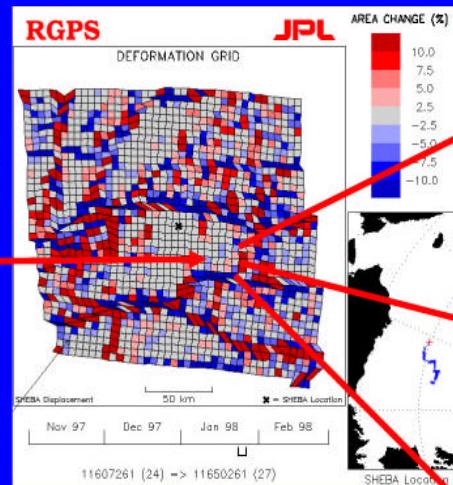 RGPS JPL
DEFORMATION GRID
AREA CHANGE (%)
10.0
7.5
5.0
2.5
-2.5
-5.0
-7.5
-10.0
SHEBA Displacement
50 km
✖ = SHEBA Location
Nov 97 Dec 97 Jan 98 Feb 98
11607261 (24) => 11650261 (27)
SHEBA Location